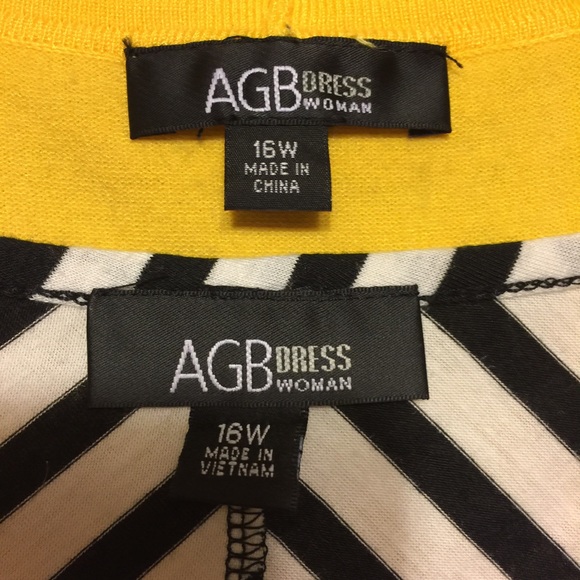 AGB DRESS
WOMAN
16W
MADE IN
CHINA
AGB DRESS
WOMAN
16W
MADE IN
VIETNAM